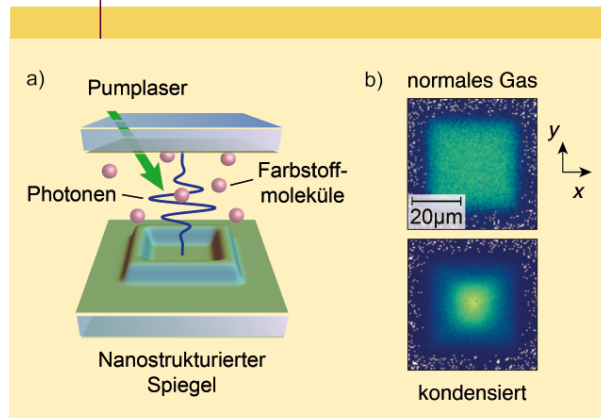 a)
Pumplaser
Photonen
Farbstoff-
moleküle
Nanostrukturierter
Spiegel
b)
normales Gas
y
x
20µm
kondensiert